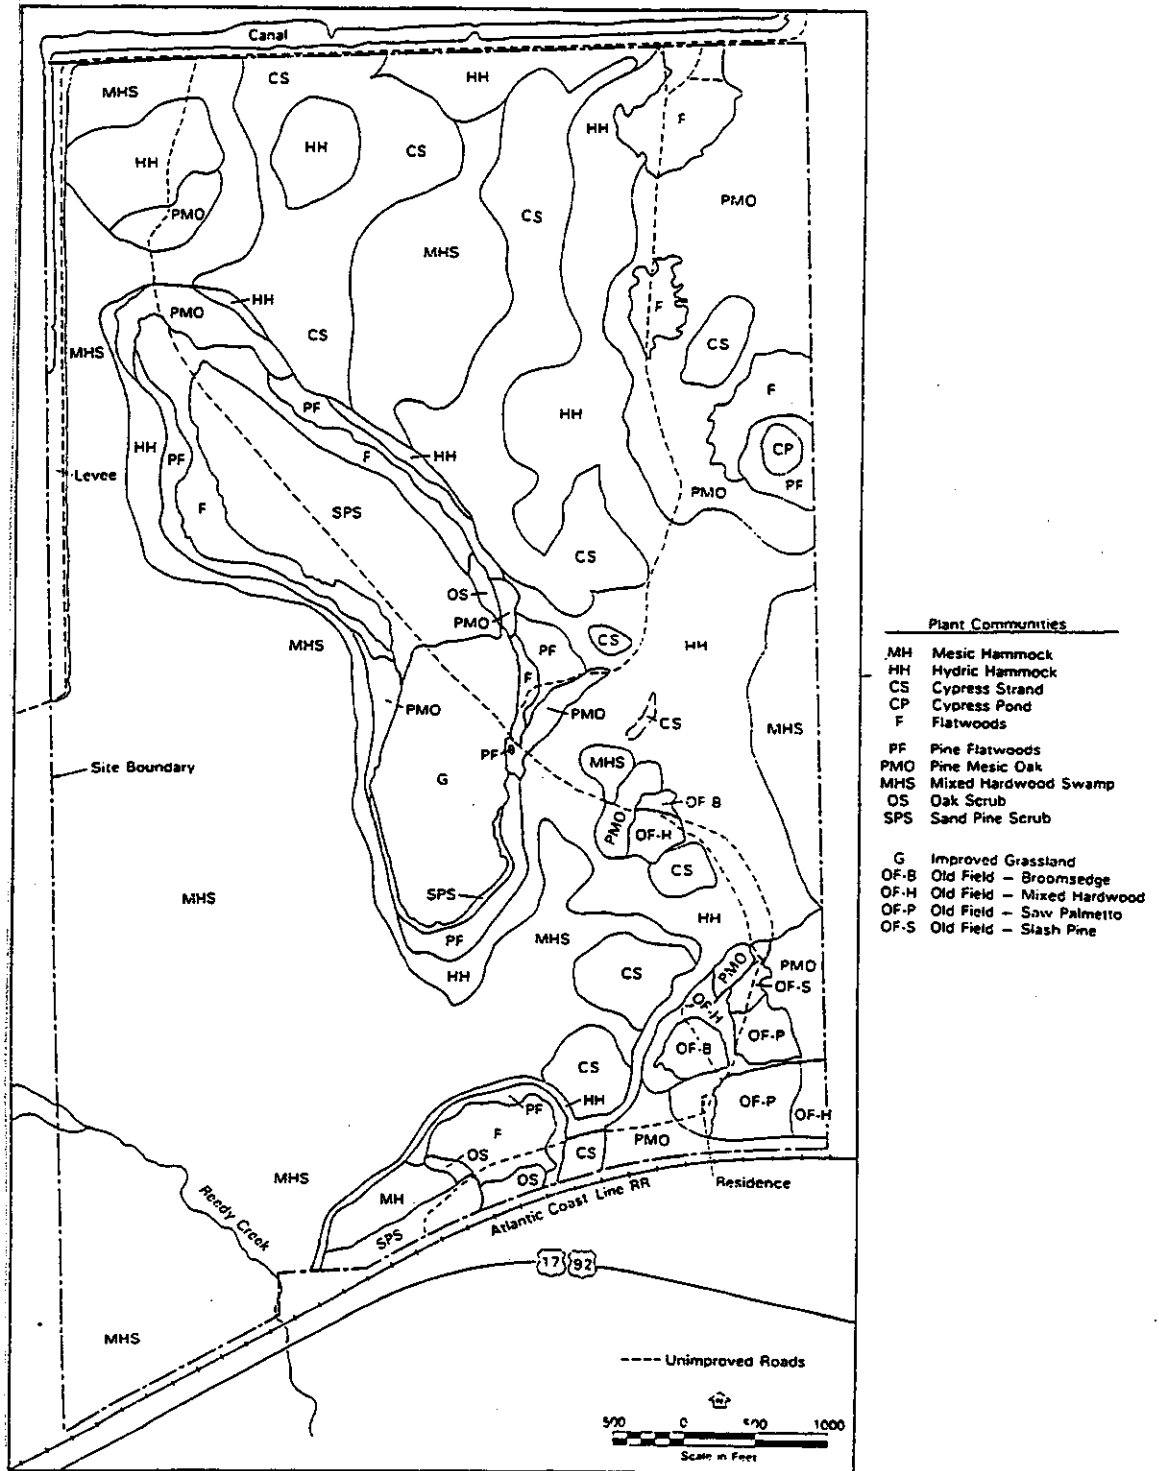 Canal
MHS
CS
HH
HH
HH
CS
HH
F
PMO
PMO
CS
MHS
HH
PMO
F
CS
CS
MHS
F
PF
HH
HH
PF
F
HH
CP
Levee
F
PMO
PF
SPS
CS
OS
PMO
CS
HH
MHS
PF
F
PMO
PMO
CS
MHS
PF
Site Boundary
G
MHS
OF-B
PMO
OF-H
CS
SPS
MHS
HH
PF
MHS
HH
CS
PMO
PMO
OF-S
OF-H
OF-B
OF-P
CS
HH
PF
OF-P
OF-H
F
PMO
OS
CS
MHS
OS
Residence
MH
Reedy Creek
SPS
Atlantic Coast Line RR
17 92
MHS
Unimproved Roads
N
500 0 500 1000
Scale in Feet
Plant Communities
MH Mesic Hammock
HH Hydric Hammock
CS Cypress Strand
CP Cypress Pond
F Flatwoods
PF Pine Flatwoods
PMO Pine Mesic Oak
MHS Mixed Hardwood Swamp
OS Oak Scrub
SPS Sand Pine Scrub
G Improved Grassland
OF-B Old Field – Broomsedge
OF-H Old Field – Mixed Hardwood
OF-P Old Field – Saw Palmetto
OF-S Old Field – Slash Pine